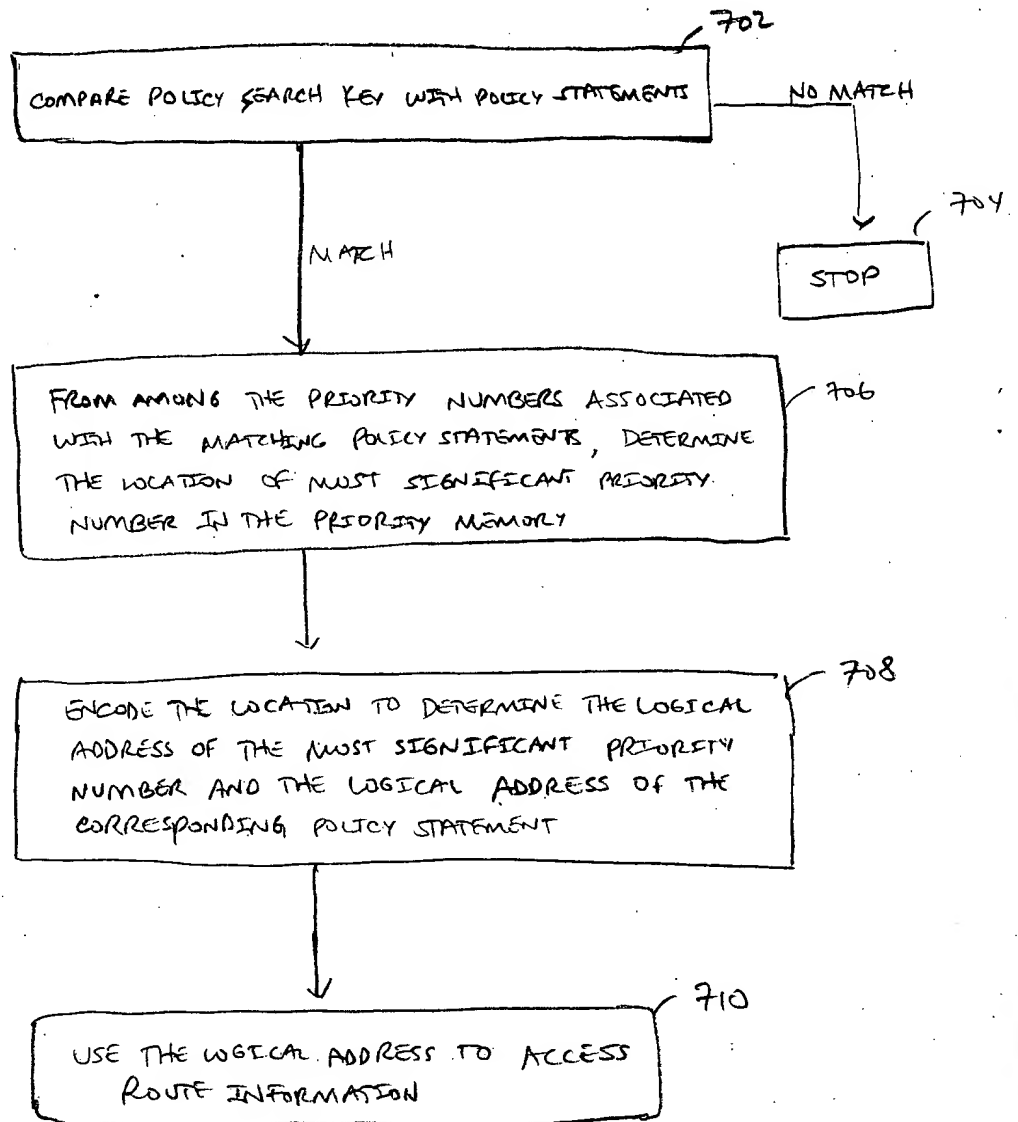 702
COMPARE POLICY SEARCH KEY WITH POLICY STATEMENTS
NO MATCH
704
STOP
MATCH
706
FROM AMONG THE PRIORITY NUMBERS ASSOCIATED
WITH THE MATCHING POLICY STATEMENTS, DETERMINE
THE LOCATION OF MOST SIGNIFICANT PRIORITY
NUMBER IN THE PRIORITY MEMORY
708
ENCODE THE LOCATION TO DETERMINE THE LOGICAL
ADDRESS OF THE MOST SIGNIFICANT PRIORITY
NUMBER AND THE LOGICAL ADDRESS OF THE
CORRESPONDING POLICY STATEMENT
710
USE THE LOGICAL ADDRESS TO ACCESS
ROUTE INFORMATION